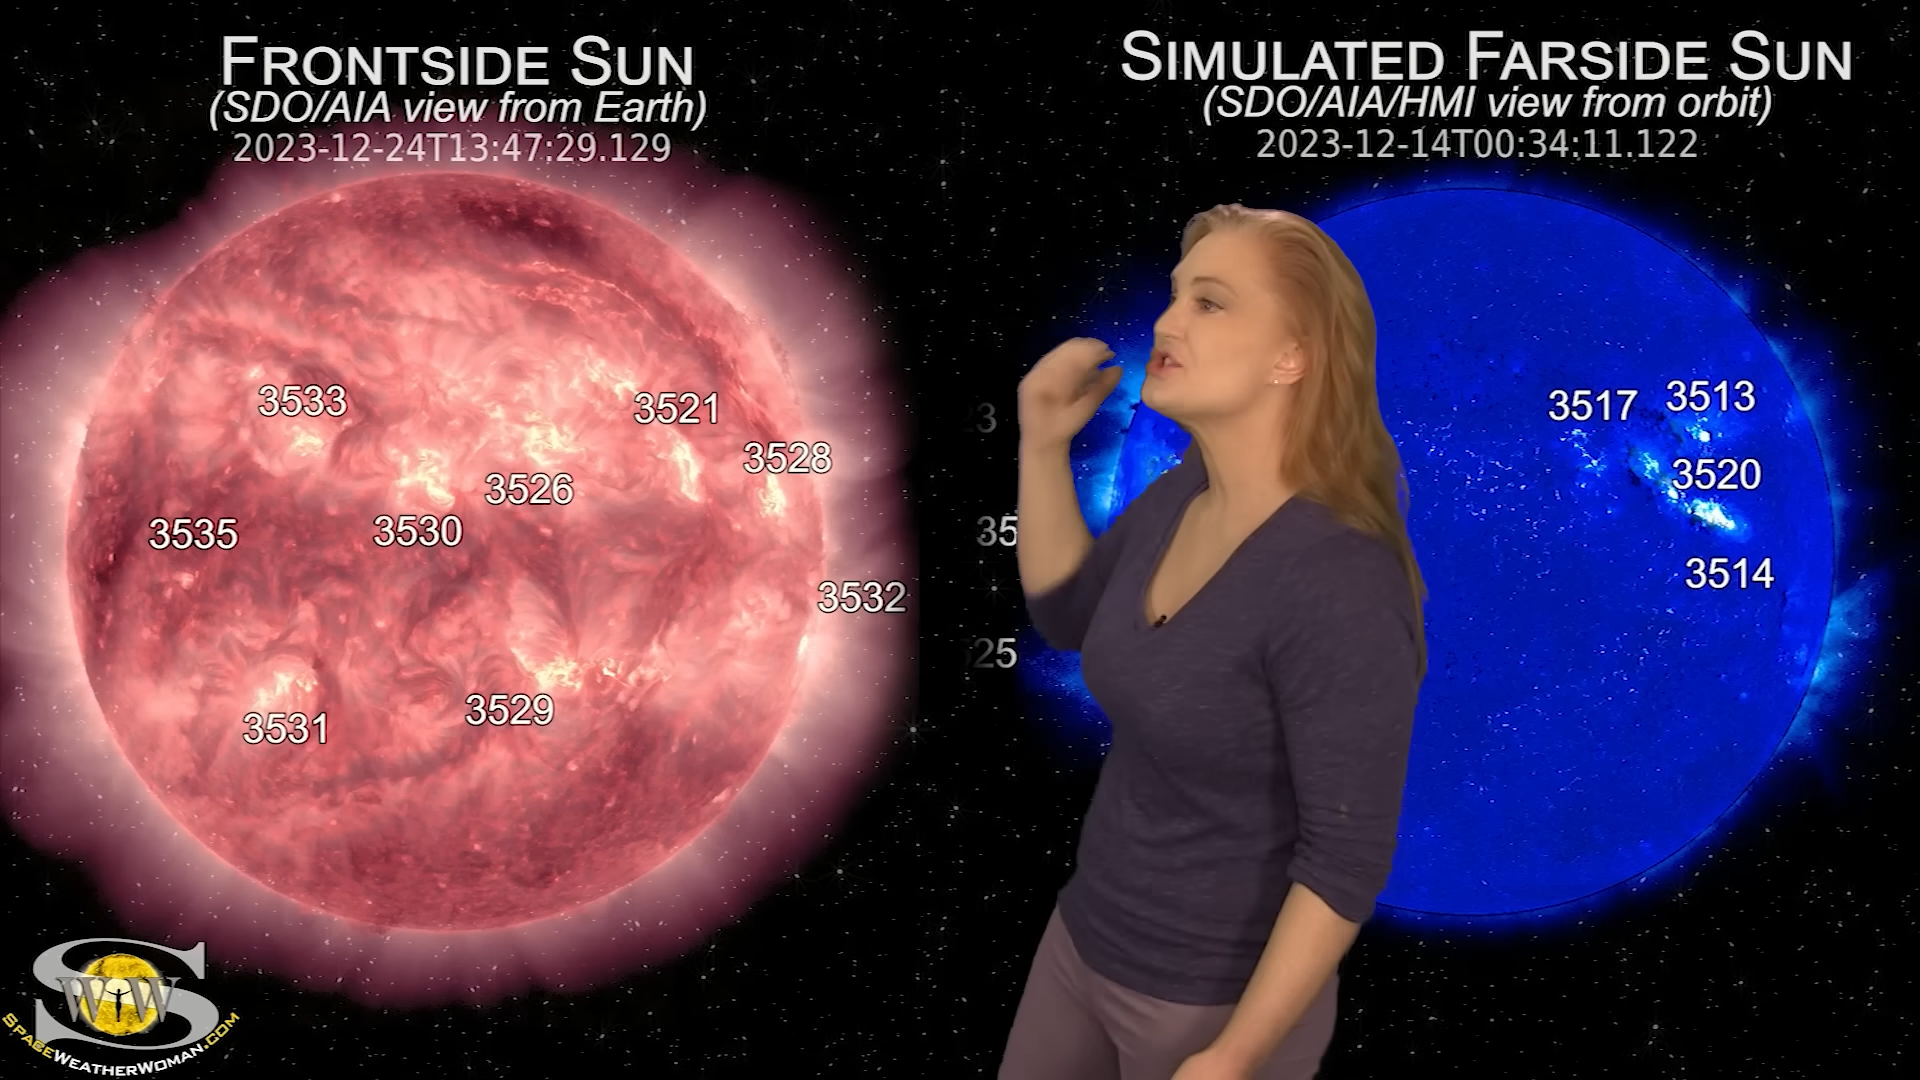 FRONTSIDE SUN
(SDO/AIA view from Earth)
2023-12-24T13:47:29.129
3533
3521
3528
3526
3535
3530
3532
3529
3531
SIMULATED FARSIDE SUN
(SDO/AIA/HMI view from orbit)
2023-12-14T00:34:11.122
3517
3513
3520
3514
SWW
SPACEWEATHERWOMAN.COM